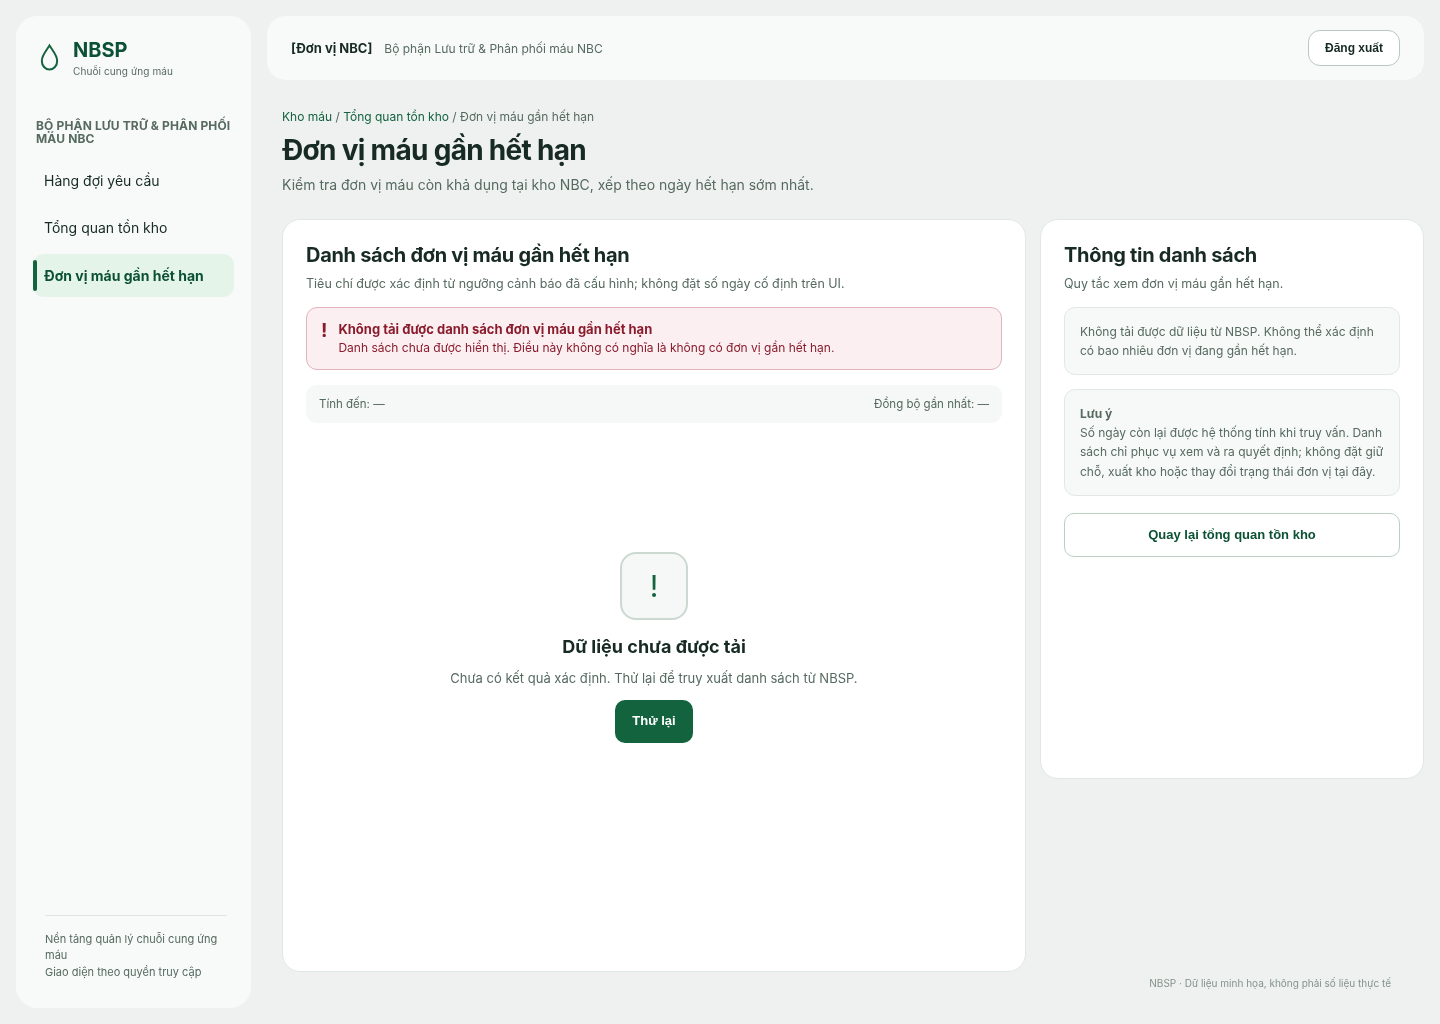 NBSP
Chuỗi cung ứng máu
BỘ PHẬN LƯU TRỮ & PHÂN PHỐI
MÁU NBC
Hàng đợi yêu cầu
Tổng quan tồn kho
Đơn vị máu gần hết hạn
Nền tảng quản lý chuỗi cung ứng
máu
Giao diện theo quyền truy cập
[Đơn vị NBC] Bộ phận Lưu trữ & Phân phối máu NBC
Đăng xuất
Kho máu / Tổng quan tồn kho / Đơn vị máu gần hết hạn
Đơn vị máu gần hết hạn
Kiểm tra đơn vị máu còn khả dụng tại kho NBC, xếp theo ngày hết hạn sớm nhất.
Danh sách đơn vị máu gần hết hạn
Tiêu chí được xác định từ ngưỡng cảnh báo đã cấu hình; không đặt số ngày cố định trên UI.
! Không tải được danh sách đơn vị máu gần hết hạn
Danh sách chưa được hiển thị. Điều này không có nghĩa là không có đơn vị gần hết hạn.
Tính đến: — Đồng bộ gần nhất: —
!
Dữ liệu chưa được tải
Chưa có kết quả xác định. Thử lại để truy xuất danh sách từ NBSP.
Thử lại
Thông tin danh sách
Quy tắc xem đơn vị máu gần hết hạn.
Không tải được dữ liệu từ NBSP. Không thể xác định
có bao nhiêu đơn vị đang gần hết hạn.
Lưu ý
Số ngày còn lại được hệ thống tính khi truy vấn. Danh
sách chỉ phục vụ xem và ra quyết định; không đặt giữ
chỗ, xuất kho hoặc thay đổi trạng thái đơn vị tại đây.
Quay lại tổng quan tồn kho
NBSP · Dữ liệu minh họa, không phải số liệu thực tế